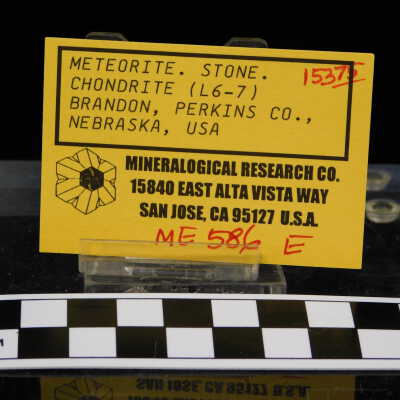 METEORITE. STONE. 15375
CHONDRITE (L6-7)
BRANDON, PERKINS CO.,
NEBRASKA, USA
MINERALOGICAL RESEARCH CO.
15840 EAST ALTA VISTA WAY
SAN JOSE, CA 95127 U.S.A.
ME 586 E